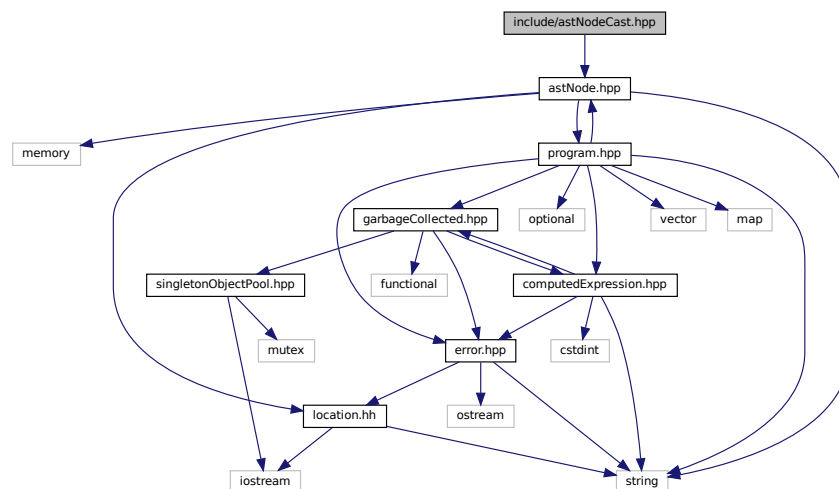 include/astNodeCast.hpp
astNode.hpp
memory
program.hpp
garbageCollected.hpp
optional
vector
map
singletonObjectPool.hpp
functional
computedExpression.hpp
mutex
error.hpp
cstdint
location.hh
ostream
iostream
string